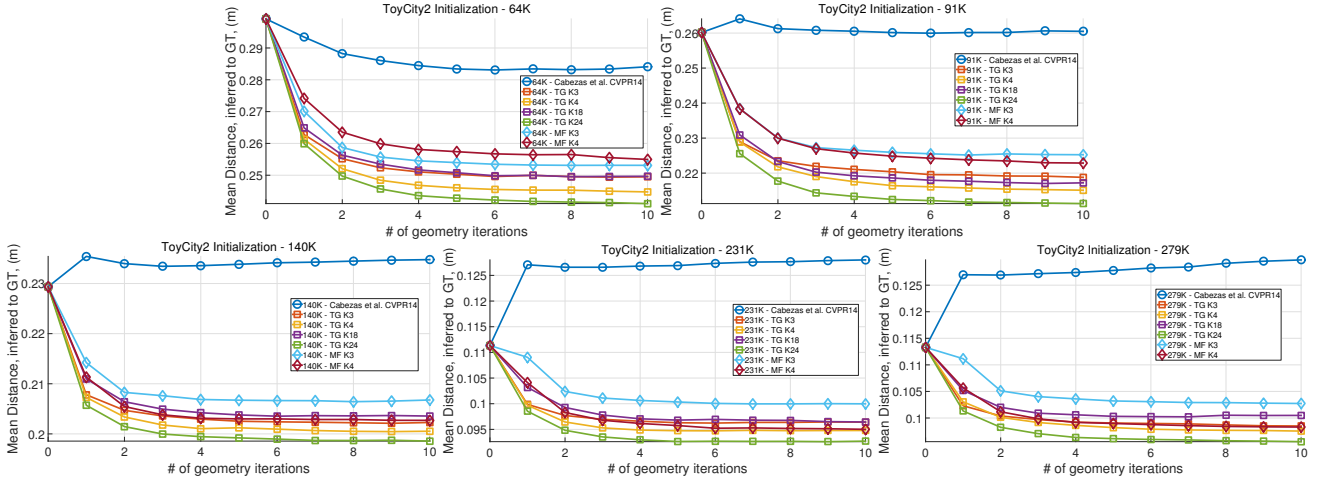 ToyCity2 Initialization - 64K
Mean Distance, inferred to GT, (m)
0.29
0.28
0.27
0.26
0.25
0 2 4 6 8 10
# of geometry iterations
64K - Cabezas et al. CVPR14
64K - TG K3
64K - TG K4
64K - TG K18
64K - TG K24
64K - MF K3
64K - MF K4
ToyCity2 Initialization - 91K
Mean Distance, inferred to GT, (m)
0.26
0.25
0.24
0.23
0.22
0 2 4 6 8 10
# of geometry iterations
91K - Cabezas et al. CVPR14
91K - TG K3
91K - TG K4
91K - TG K18
91K - TG K24
91K - MF K3
91K - MF K4
ToyCity2 Initialization - 140K
Mean Distance, inferred to GT, (m)
0.23
0.22
0.21
0.2
0 2 4 6 8 10
# of geometry iterations
140K - Cabezas et al. CVPR14
140K - TG K3
140K - TG K4
140K - TG K18
140K - TG K24
140K - MF K3
140K - MF K4
ToyCity2 Initialization - 231K
Mean Distance, inferred to GT, (m)
0.125
0.12
0.115
0.11
0.105
0.1
0.095
0 2 4 6 8 10
# of geometry iterations
231K - Cabezas et al. CVPR14
231K - TG K3
231K - TG K4
231K - TG K18
231K - TG K24
231K - MF K3
231K - MF K4
ToyCity2 Initialization - 279K
Mean Distance, inferred to GT, (m)
0.125
0.12
0.115
0.11
0.105
0.1
0 2 4 6 8 10
# of geometry iterations
279K - Cabezas et al. CVPR14
279K - TG K3
279K - TG K4
279K - TG K18
279K - TG K24
279K - MF K3
279K - MF K4